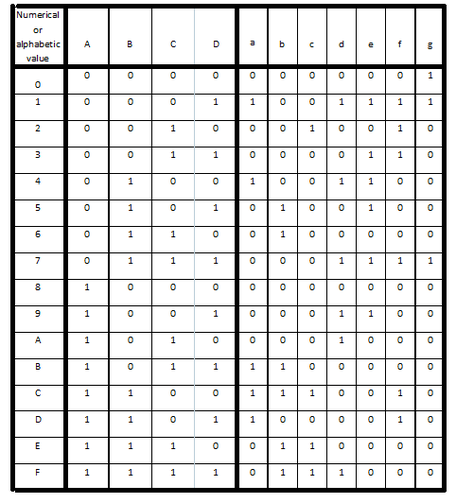 Numerical
or
alphabetic
value A B C D a b c d e f g
0 0 0 0 0 0 0 0 0 0 0 1
1 0 0 0 1 1 0 0 1 1 1 1
2 0 0 1 0 0 0 1 0 0 1 0
3 0 0 1 1 0 0 0 0 1 1 0
4 0 1 0 0 1 0 0 1 1 0 0
5 0 1 0 1 0 1 0 0 1 0 0
6 0 1 1 0 0 1 0 0 0 0 0
7 0 1 1 1 0 0 0 1 1 1 1
8 1 0 0 0 0 0 0 0 0 0 0
9 1 0 0 1 0 0 0 1 1 0 0
A 1 0 1 0 0 0 0 1 0 0 0
B 1 0 1 1 1 1 0 0 0 0 0
C 1 1 0 0 1 1 1 0 0 1 0
D 1 1 0 1 1 0 0 0 0 1 0
E 1 1 1 0 0 1 1 0 0 0 0
F 1 1 1 1 0 1 1 1 0 0 0